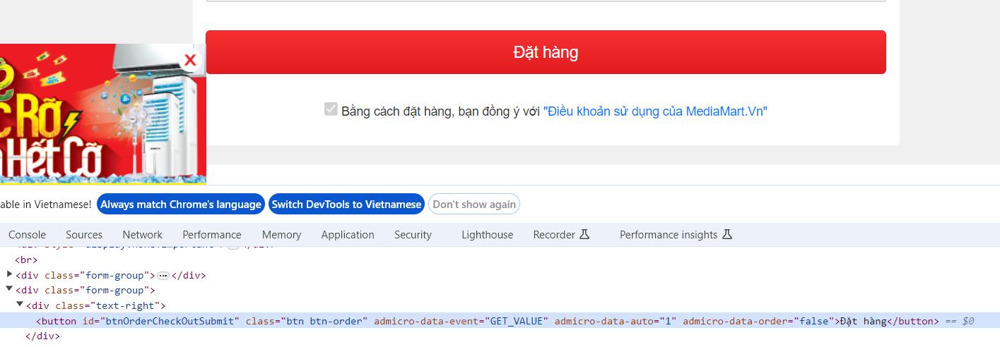 Đặt hàng
X
Bằng cách đặt hàng, bạn đồng ý với "Điều khoản sử dụng của MediaMart.Vn"
RỠ
Hết Cỡ
able in Vietnamese! Always match Chrome's language Switch DevTools to Vietnamese Don't show again
Console Sources Network Performance Memory Application Security Lighthouse Recorder Performance insights
<br>
<div class="form-group"> … </div>
<div class="form-group">
<div class="text-right">
<button id="btnOrderCheckOutSubmit" class="btn btn-order" admicro-data-event="GET_VALUE" admicro-data-auto="1" admicro-data-order="false">Đặt hàng</button> == $0
</div>